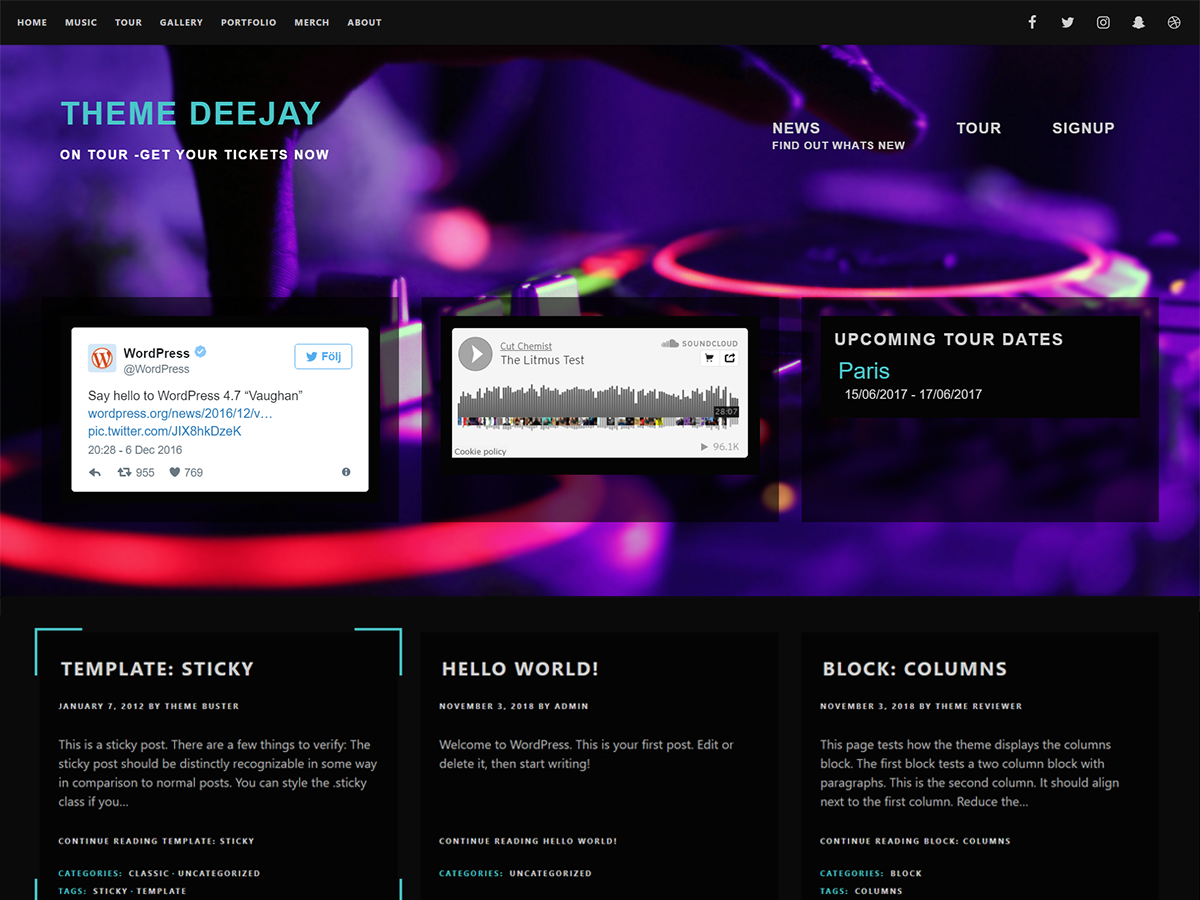 HOME MUSIC TOUR GALLERY PORTFOLIO MERCH ABOUT
THEME DEEJAY
ON TOUR -GET YOUR TICKETS NOW
NEWS
FIND OUT WHATS NEW
TOUR
SIGNUP
WordPress
@WordPress
Följ
Say hello to WordPress 4.7 “Vaughan”
wordpress.org/news/2016/12/v…
pic.twitter.com/JIX8hkDzeK
20:28 - 6 Dec 2016
955 769
Cut Chemist
The Litmus Test
SOUNDCLOUD
28:07
Cookie policy
96.1K
UPCOMING TOUR DATES
Paris
15/06/2017 - 17/06/2017
TEMPLATE: STICKY
JANUARY 7, 2012 BY THEME BUSTER
This is a sticky post. There are a few things to verify: The
sticky post should be distinctly recognizable in some way
in comparison to normal posts. You can style the .sticky
class if you...
CONTINUE READING TEMPLATE: STICKY
CATEGORIES: CLASSIC · UNCATEGORIZED
TAGS: STICKY · TEMPLATE
HELLO WORLD!
NOVEMBER 3, 2018 BY ADMIN
Welcome to WordPress. This is your first post. Edit or
delete it, then start writing!
CONTINUE READING HELLO WORLD!
CATEGORIES: UNCATEGORIZED
BLOCK: COLUMNS
NOVEMBER 3, 2018 BY THEME REVIEWER
This page tests how the theme displays the columns
block. The first block tests a two column block with
paragraphs. This is the second column. It should align
next to the first column. Reduce the...
CONTINUE READING BLOCK: COLUMNS
CATEGORIES: BLOCK
TAGS: COLUMNS